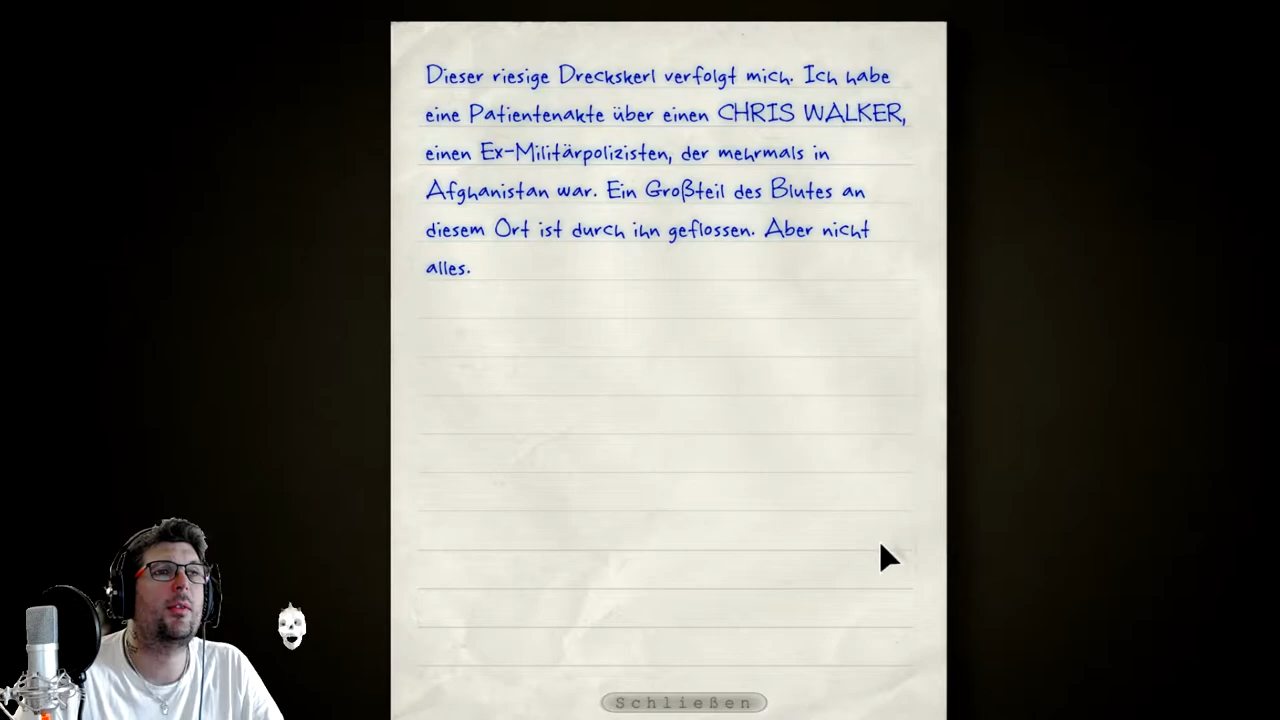 Dieser riesige Dreckskerl verfolgt mich. Ich habe
eine Patientenakte über einen CHRIS WALKER,
einen Ex-Militärpolizisten, der mehrmals in
Afghanistan war. Ein Großteil des Blutes an
diesem Ort ist durch ihn geflossen. Aber nicht
alles.
Schließen